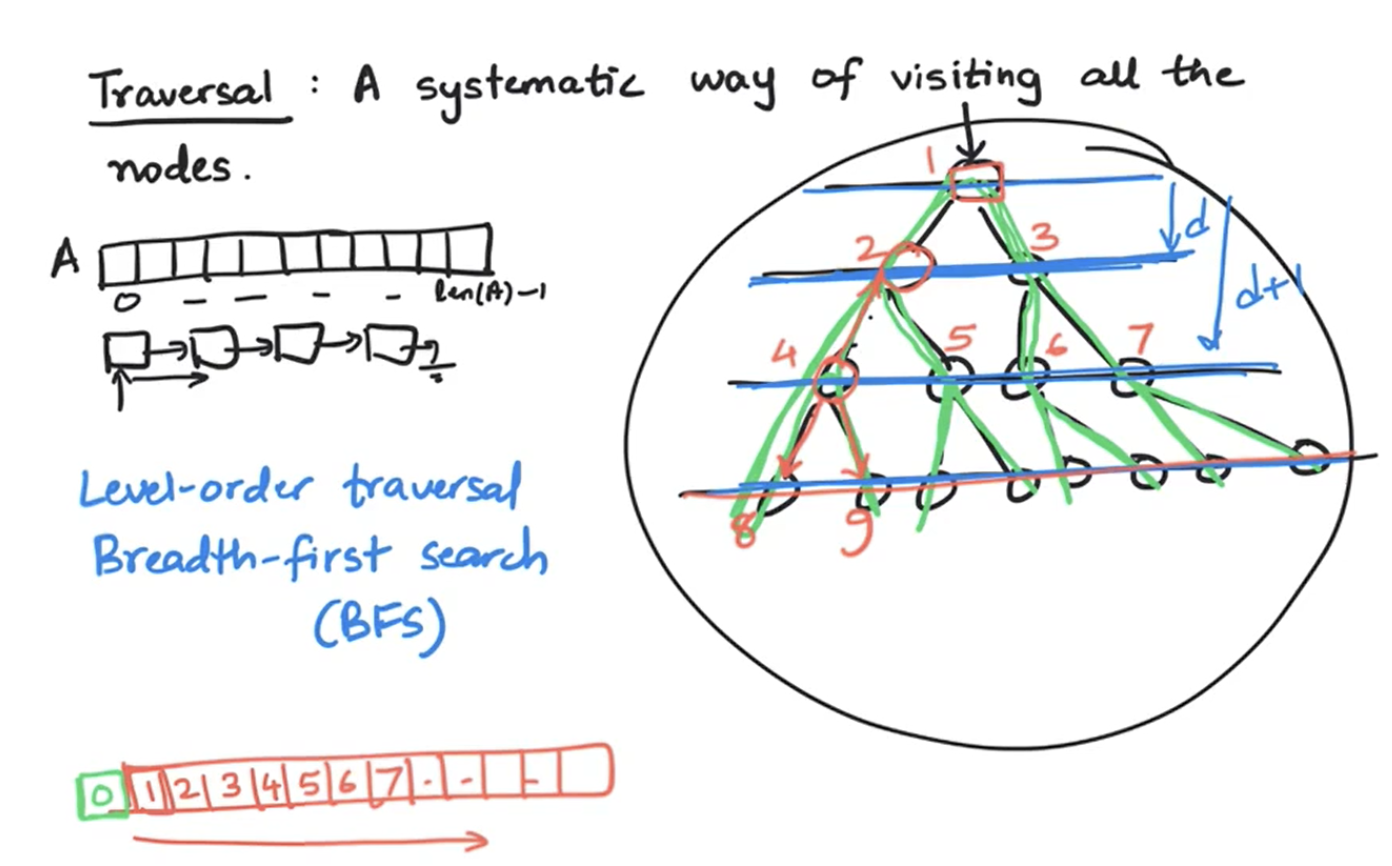 Traversal : A systematic way of visiting all the
nodes.
A
0 - - - - len(A)-1
Level-order traversal
Breadth-first search
(BFS)
1
d
2 3
d+1
4 5 6 7
8 9
0 1 2 3 4 5 6 7 . - -